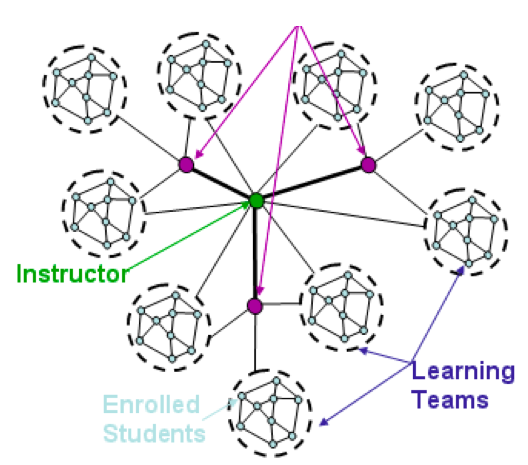 Instructor
Learning
Teams
Enrolled
Students